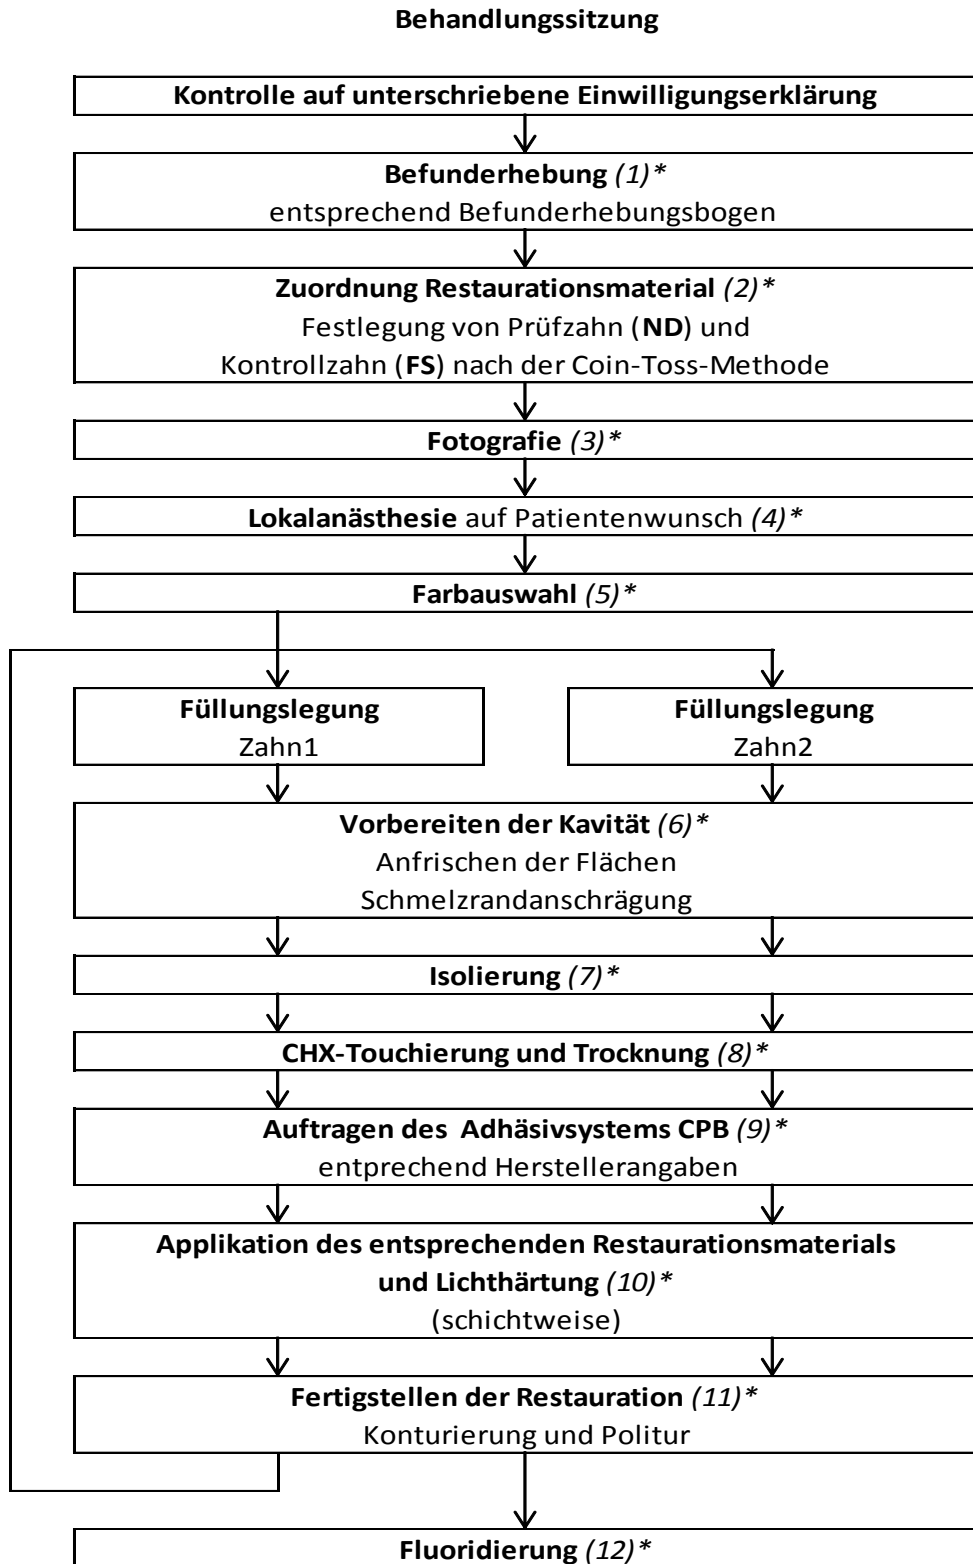 Behandlungssitzung
Kontrolle auf unterschriebene Einwilligungserklärung
Befunderhebung (1)*
entsprechend Befunderhebungsbogen
Zuordnung Restaurationsmaterial (2)*
Festlegung von Prüfzahn (ND) und
Kontrollzahn (FS) nach der Coin-Toss-Methode
Fotografie (3)*
Lokalanästhesie auf Patientenwunsch (4)*
Farbauswahl (5)*
Füllungslegung
Zahn1
Füllungslegung
Zahn2
Vorbereiten der Kavität (6)*
Anfrischen der Flächen
Schmelzrandanschrägung
Isolierung (7)*
CHX-Touchierung und Trocknung (8)*
Auftragen des Adhäsivsystems CPB (9)*
entprechend Herstellerangaben
Applikation des entsprechenden Restaurationsmaterials
und Lichthärtung (10)*
(schichtweise)
Fertigstellen der Restauration (11)*
Konturierung und Politur
Fluoridierung (12)*